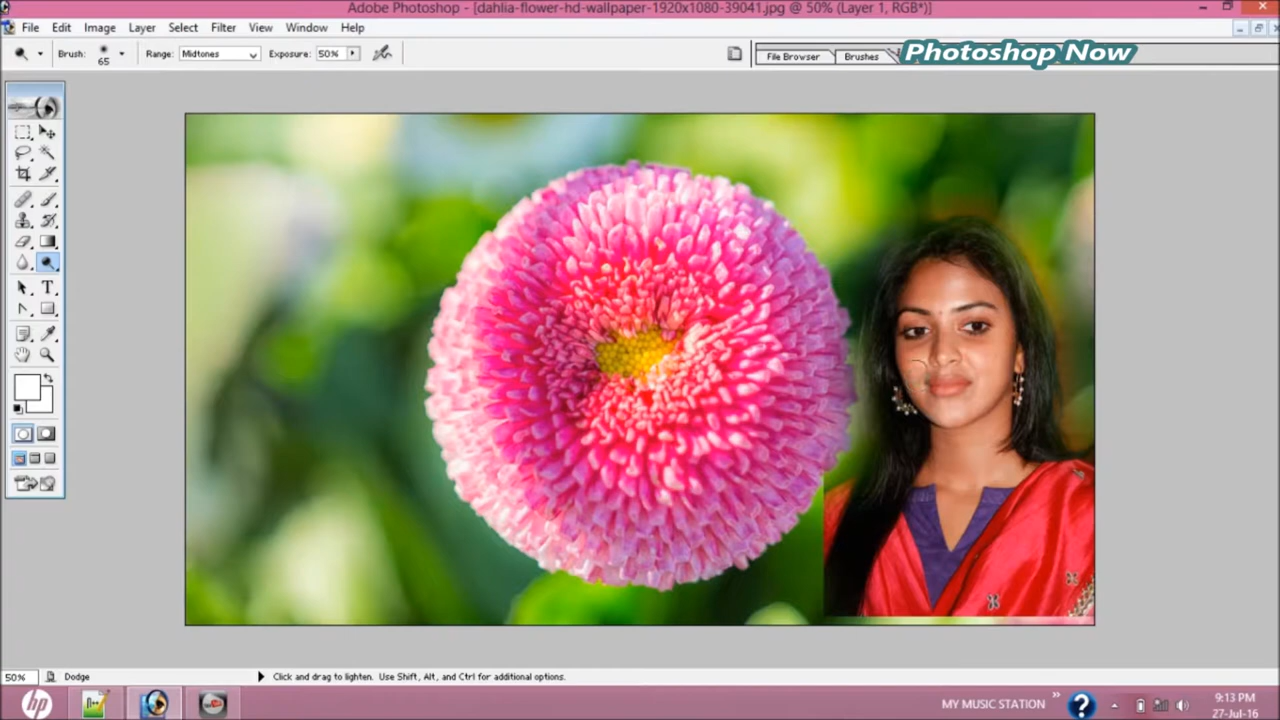 Adobe Photoshop - [dahlia-flower-hd-wallpaper-1920x1080-39041.jpg @ 50% (Layer 1, RGB*)]
File Edit Image Layer Select Filter View Window Help
Brush: 65 Range: Midtones Exposure: 50% File Browser Brushes Photoshop Now
T
50% Dodge Click and drag to lighten. Use Shift, Alt, and Ctrl for additional options.
hp MY MUSIC STATION ? 9:13 PM
27-Jul-16